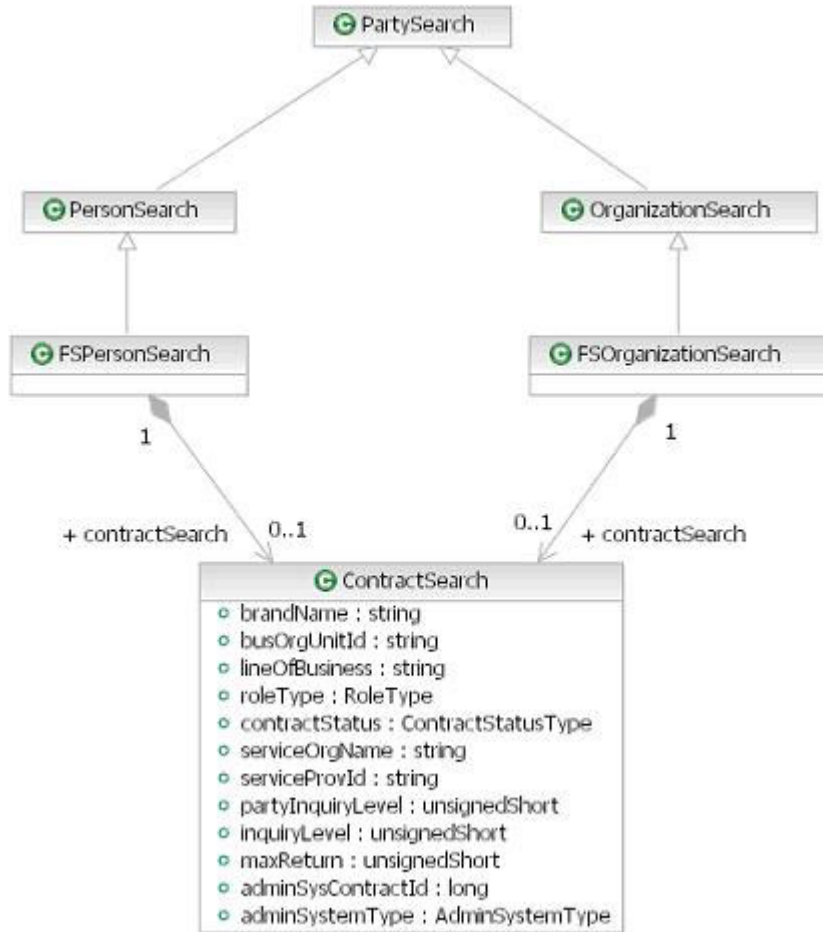 PartySearch
PersonSearch
OrganizationSearch
FSPersonSearch
FSOrganizationSearch
1
1
+ contractSearch
0..1
0..1
+ contractSearch
ContractSearch
brandName : string
busOrgUnitId : string
lineOfBusiness : string
roleType : RoleType
contractStatus : ContractStatusType
serviceOrgName : string
serviceProvId : string
partyInquiryLevel : unsignedShort
inquiryLevel : unsignedShort
maxReturn : unsignedShort
adminSysContractId : long
adminSystemType : AdminSystemType